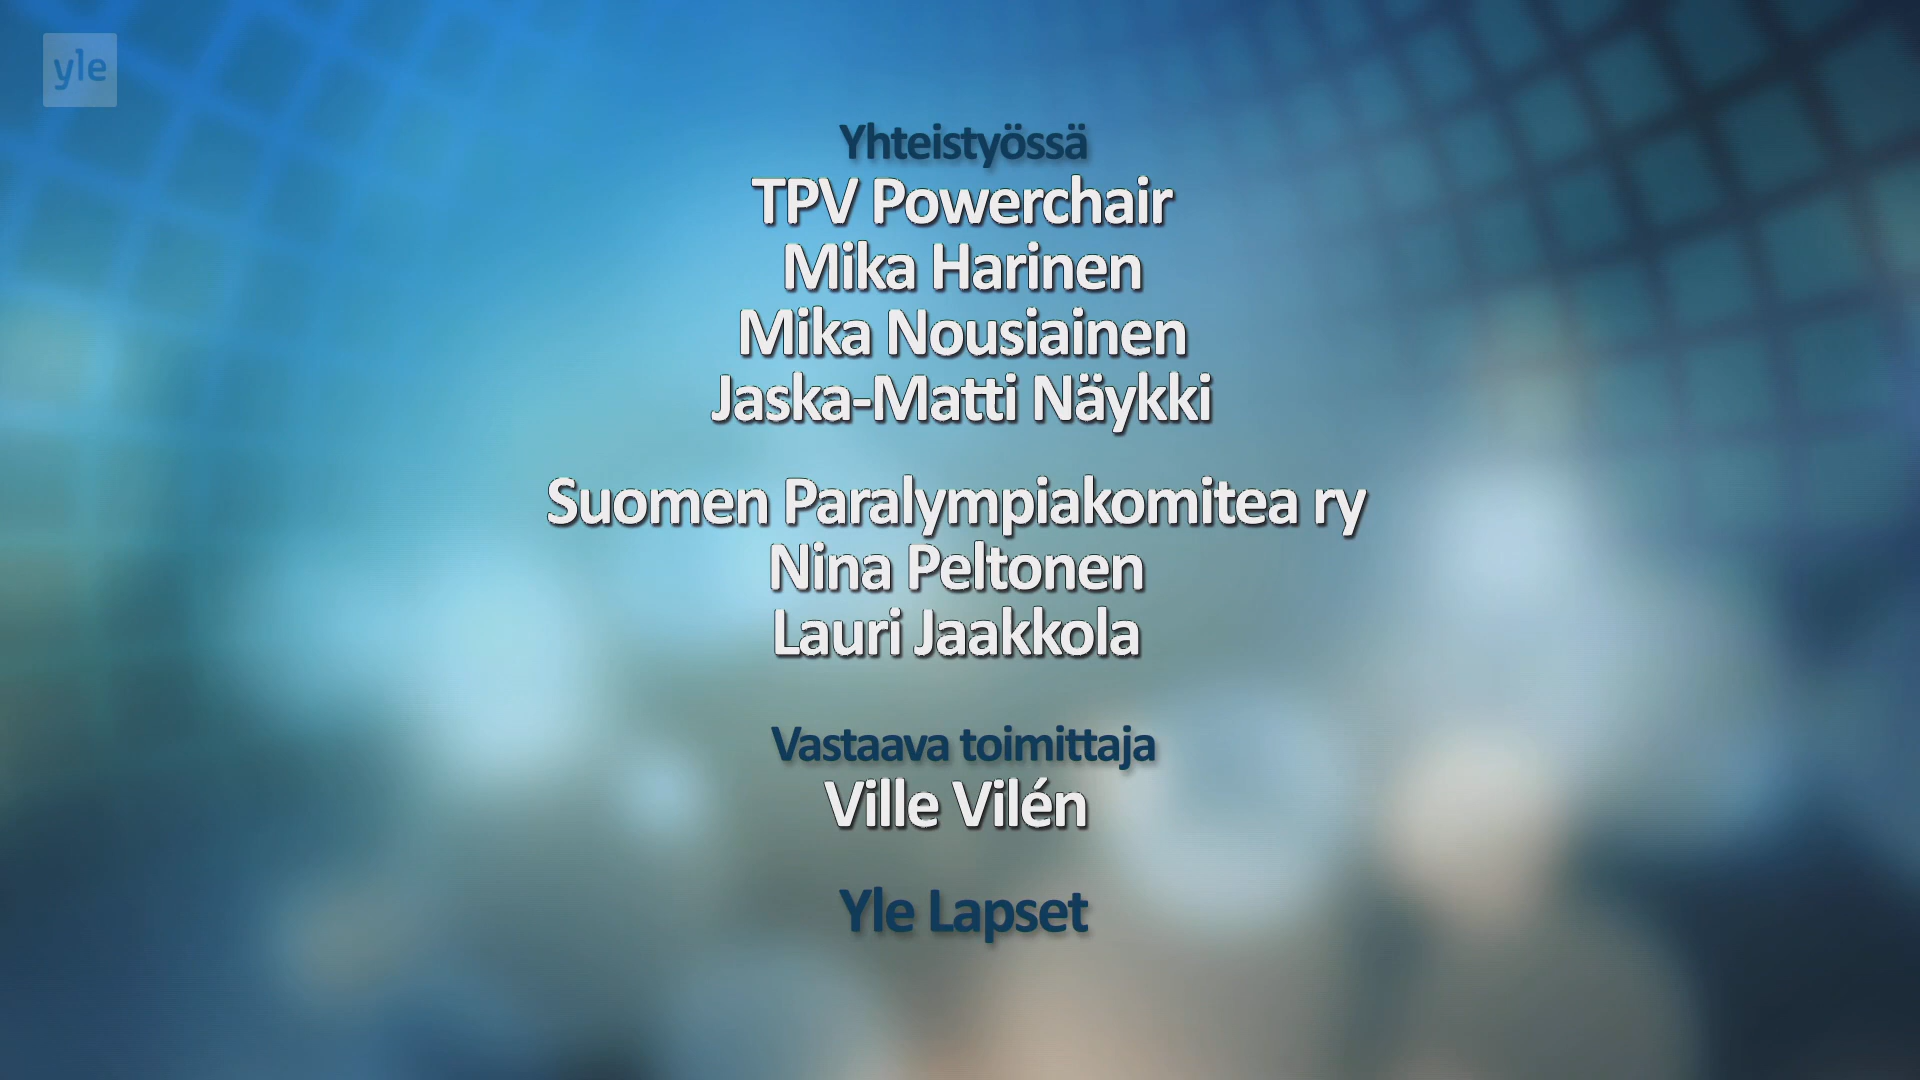 yle
Yhteistyössä
TPV Powerchair
Mika Harinen
Mika Nousiainen
Jaska-Matti Näykki
Suomen Paralympiakomitea ry
Nina Peltonen
Lauri Jaakkola
Vastaava toimittaja
Ville Vilén
Yle Lapset